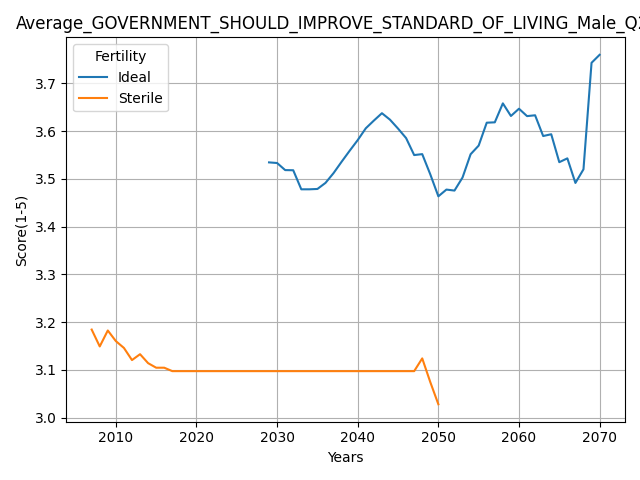 Average_GOVERNMENT_SHOULD_IMPROVE_STANDARD_OF_LIVING_Male_Q
Fertility
Ideal
Sterile
Score(1-5)
3.7
3.6
3.5
3.4
3.3
3.2
3.1
3.0
2010 2020 2030 2040 2050 2060 2070
Years